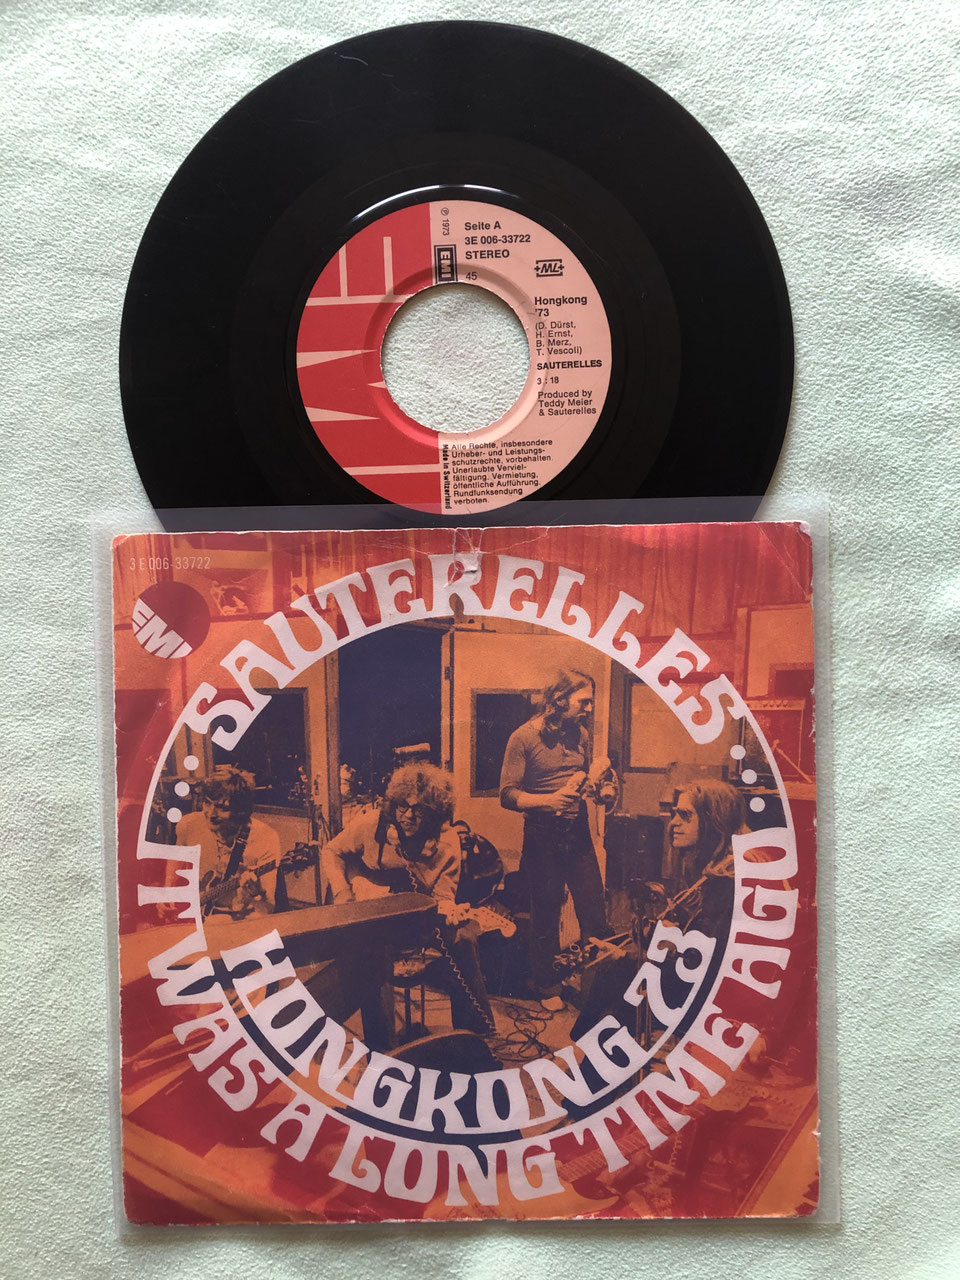 ℗ 1973
EMI
Seite A
3E 006-33722
STEREO
45
+ML+
Hongkong
'73
(D. Dürst,
H. Ernst,
B. Merz,
T. Vescoli)
SAUTERELLES
3 : 18
Produced by
Teddy Meier
& Sauterelles
EMI
Alle Rechte, insbesondere
Urheber- und Leistungs-
schutzrechte, vorbehalten.
Unerlaubte Verviel-
fältigung, Vermietung,
öffentliche Aufführung,
Rundfunksendung
verboten.
Made in Switzerland
3 E 006-33722
EMI
SAUTERELLES
HONGKONG 73
IT WAS A LONG TIME AGO